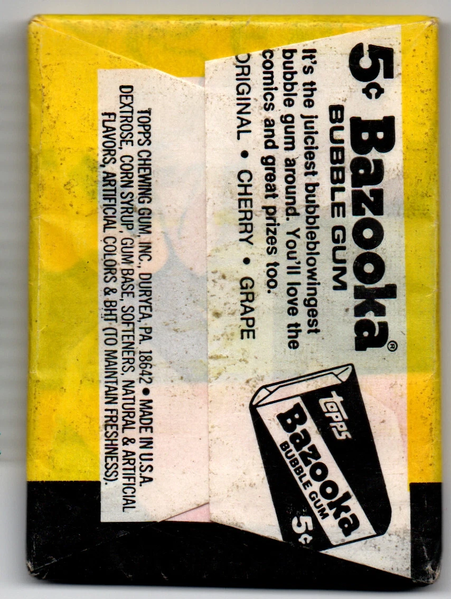 5¢ Bazooka®
BUBBLE GUM
It's the juiciest bubbleblowingest
bubble gum around. You'll love the
comics and great prizes too.
ORIGINAL • CHERRY • GRAPE
topps
Bazooka
BUBBLE GUM
5¢
TOPPS CHEWING GUM, INC., DURYEA, PA. 18642 • MADE IN U.S.A.
DEXTROSE, CORN SYRUP, GUM BASE, SOFTENERS, NATURAL & ARTIFICIAL
FLAVORS, ARTIFICIAL COLORS & BHT (TO MAINTAIN FRESHNESS).